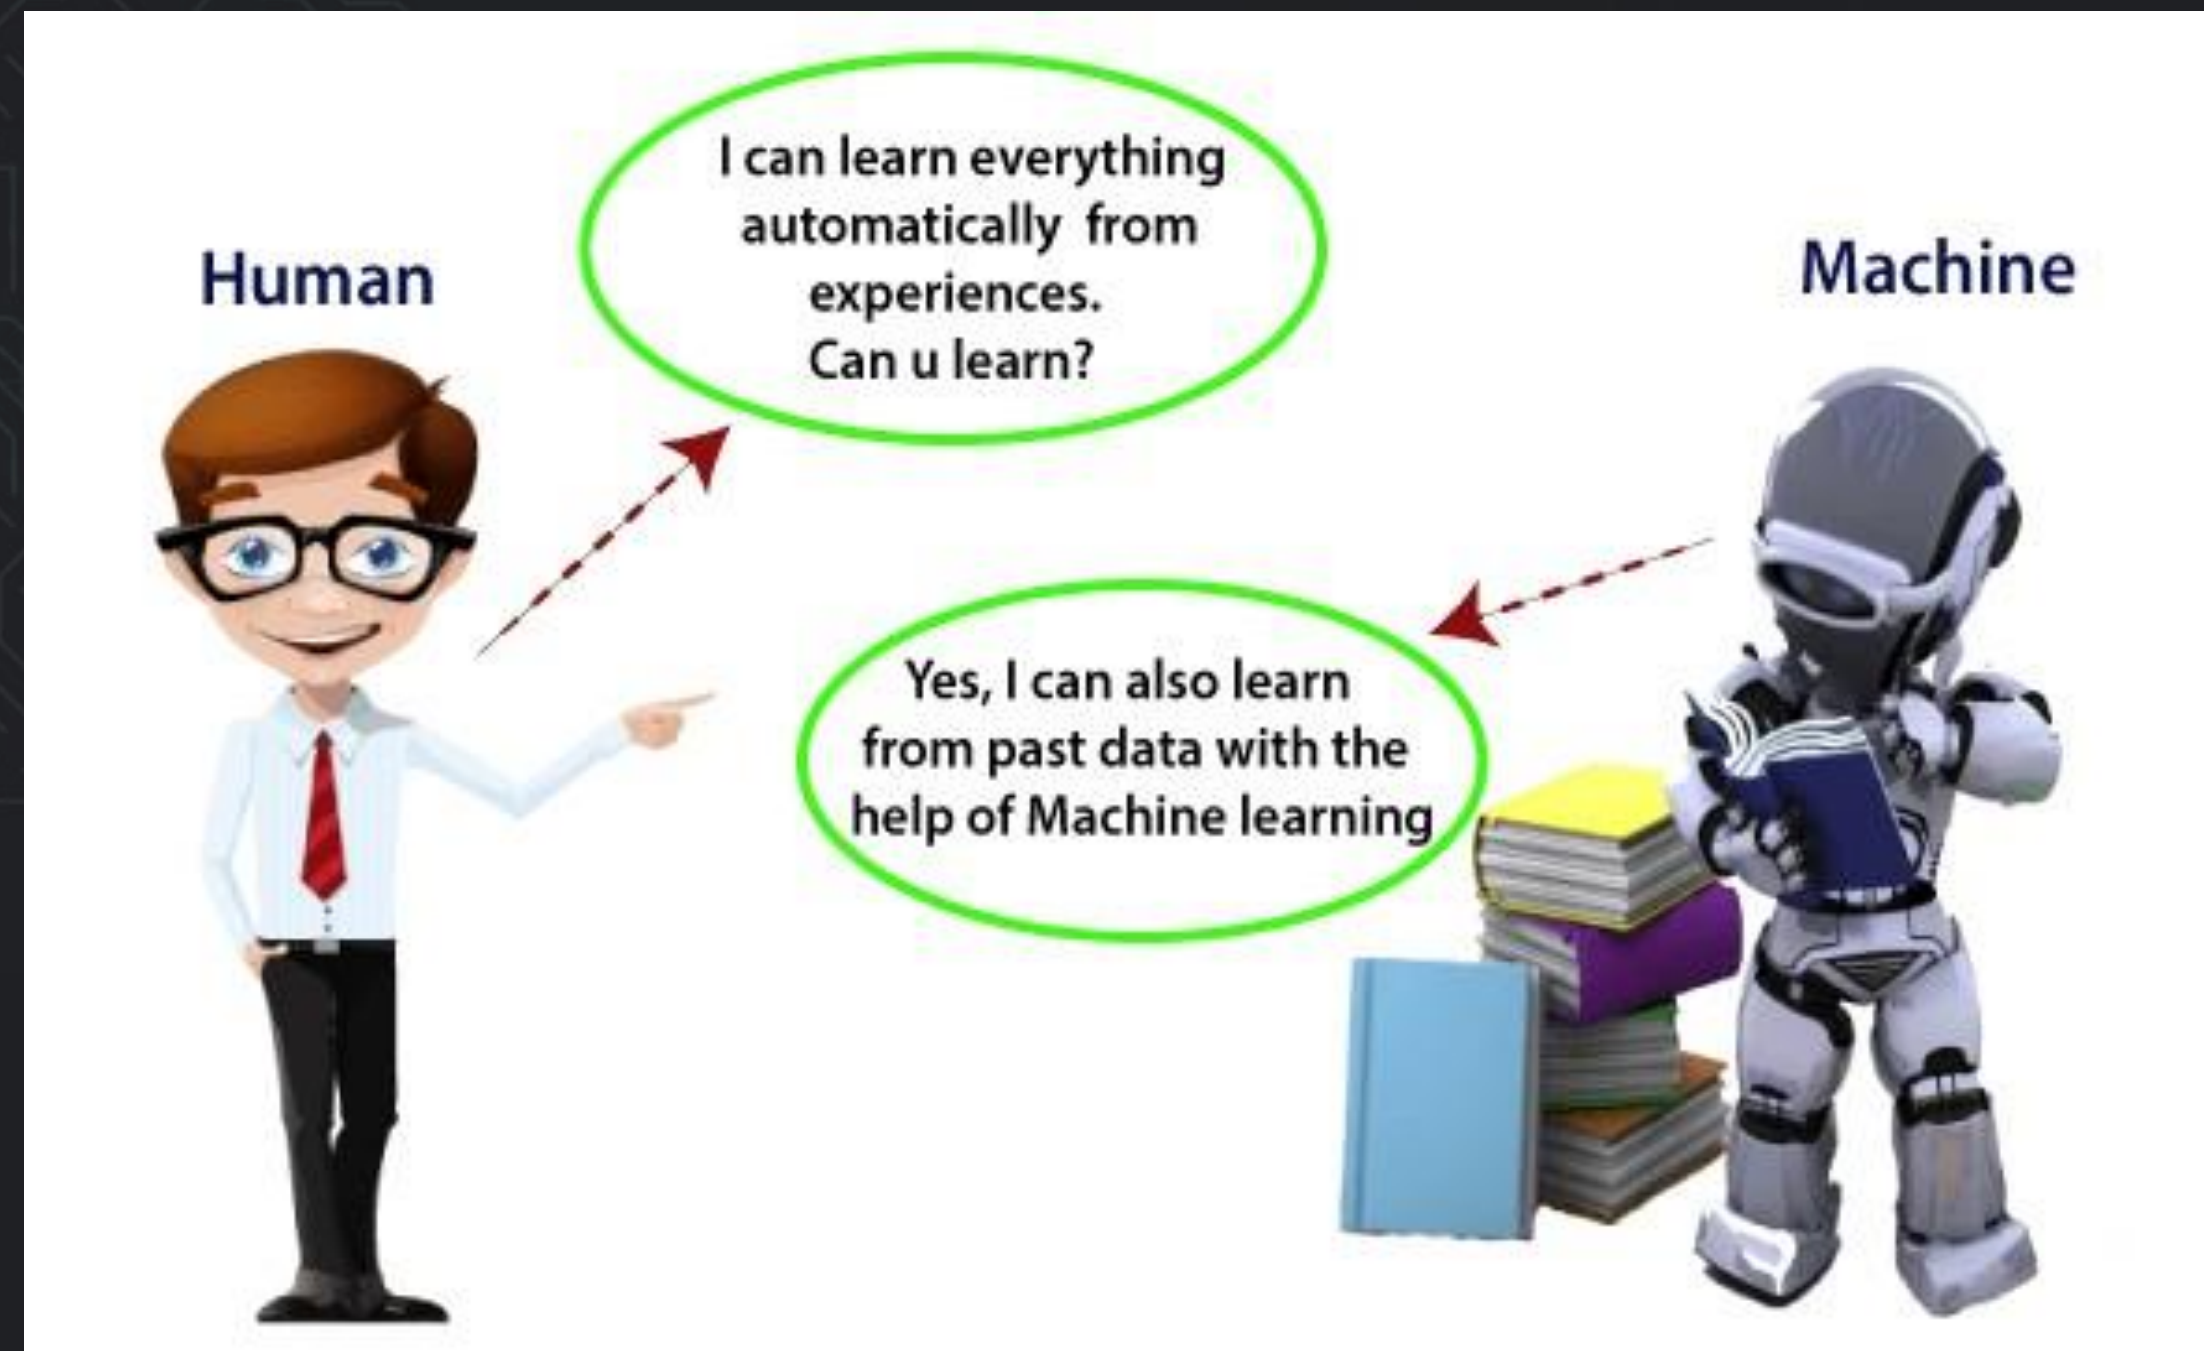 Human
I can learn everything
automatically from
experiences.
Can u learn?
Machine
Yes, I can also learn
from past data with the
help of Machine learning